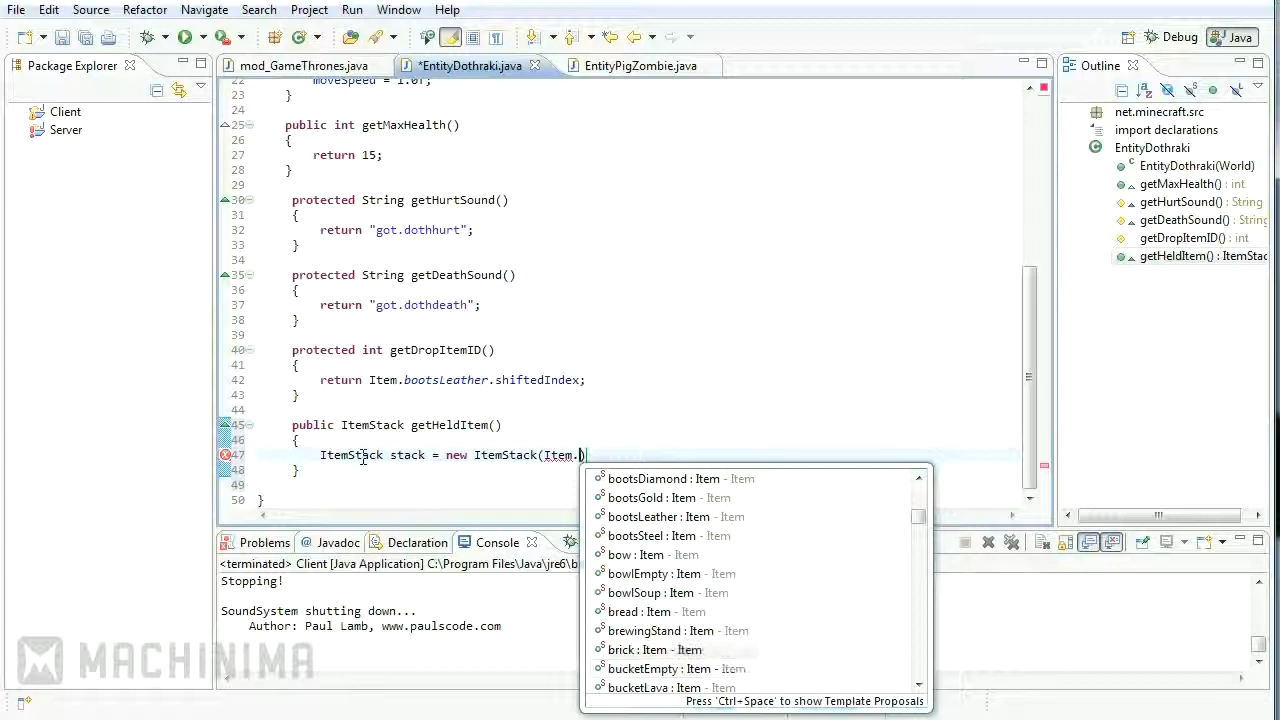 File Edit Source Refactor Navigate Search Project Run Window Help
Debug Java
Package Explorer
mod_GameThrones.java *EntityDothraki.java EntityPigZombie.java
Outline
Client
Server
22 moveSpeed = 1.0f;
23 }
24
25 public int getMaxHealth()
26 {
27 return 15;
28 }
29
30 protected String getHurtSound()
31 {
32 return "got.dothhurt";
33 }
34
35 protected String getDeathSound()
36 {
37 return "got.dothdeath";
38 }
39
40 protected int getDropItemID()
41 {
42 return Item.bootsLeather.shiftedIndex;
43 }
44
45 public ItemStack getHeldItem()
46 {
47 ItemStack stack = new ItemStack(Item.)
48 }
49
50 }
bootsDiamond : Item - Item
bootsGold : Item - Item
bootsLeather : Item - Item
bootsSteel : Item - Item
bow : Item - Item
bowlEmpty : Item - Item
bowlSoup : Item - Item
bread : Item - Item
brewingStand : Item - Item
brick : Item - Item
bucketEmpty : Item - Item
bucketLava : Item - Item
Press 'Ctrl+Space' to show Template Proposals
net.minecraft.src
import declarations
EntityDothraki
EntityDothraki(World)
getMaxHealth() : int
getHurtSound() : String
getDeathSound() : String
getDropItemID() : int
getHeldItem() : ItemStac
Problems Javadoc Declaration Console
<terminated> Client [Java Application] C:\Program Files\Java\jre6\b
Stopping!
SoundSystem shutting down...
Author: Paul Lamb, www.paulscode.com
MACHINIMA